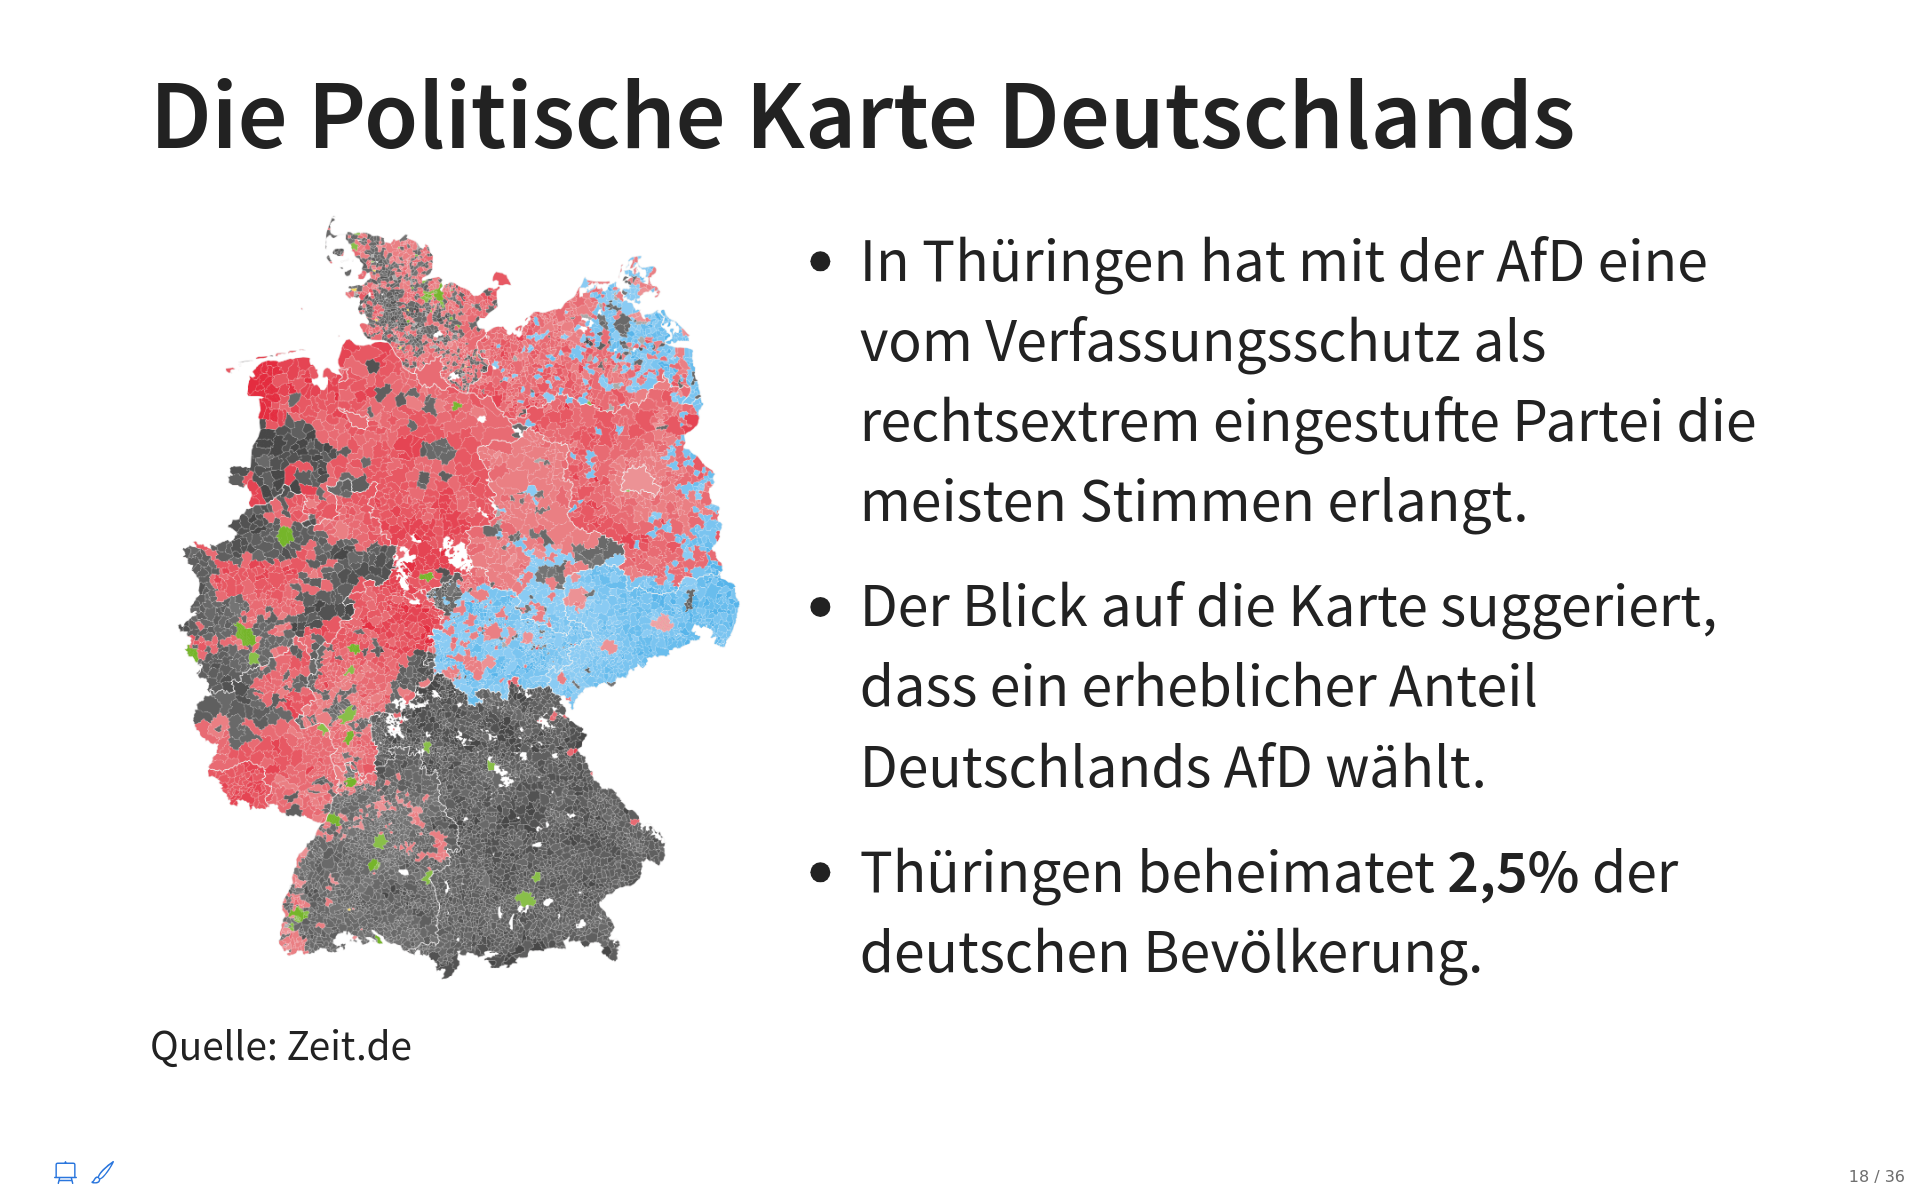 Die Politische Karte Deutschlands
• In Thüringen hat mit der AfD eine
vom Verfassungsschutz als
rechtsextrem eingestufte Partei die
meisten Stimmen erlangt.
• Der Blick auf die Karte suggeriert,
dass ein erheblicher Anteil
Deutschlands AfD wählt.
• Thüringen beheimatet 2,5% der
deutschen Bevölkerung.
Quelle: Zeit.de
18 / 36